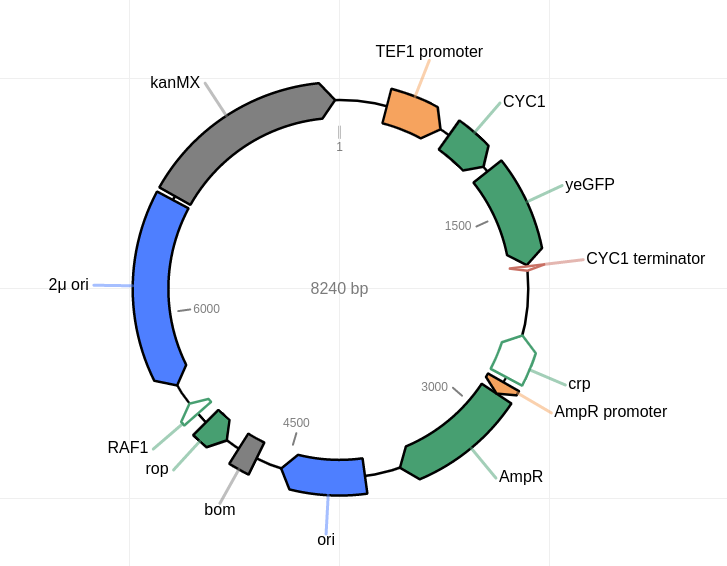 TEF1 promoter
kanMX
CYC1
1
yeGFP
1500
CYC1 terminator
2μ ori
8240 bp
6000
3000
crp
AmpR promoter
4500
RAF1
rop
AmpR
bom
ori